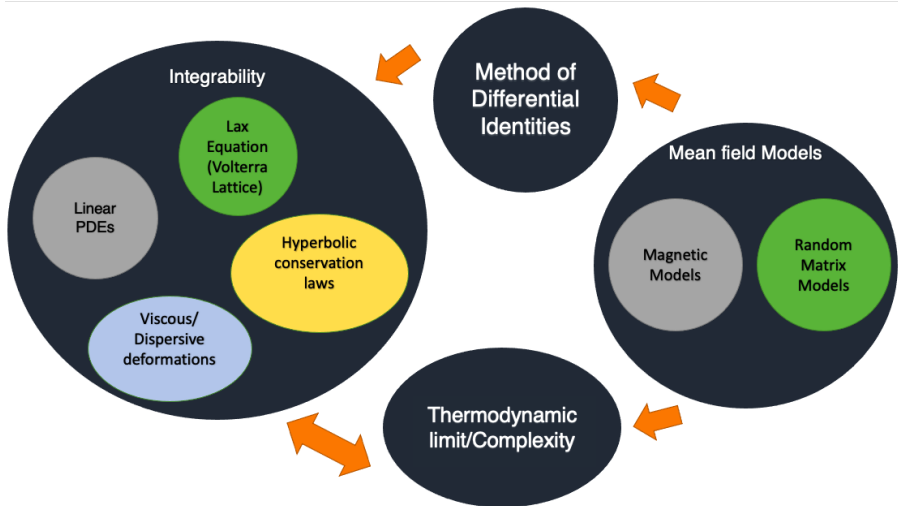 Integrability
Lax
Equation
(Volterra
Lattice)
Linear
PDEs
Hyperbolic
conservation
laws
Viscous/
Dispersive
deformations
Method of
Differential
Identities
Mean field Models
Magnetic
Models
Random
Matrix
Models
Thermodynamic
limit/Complexity